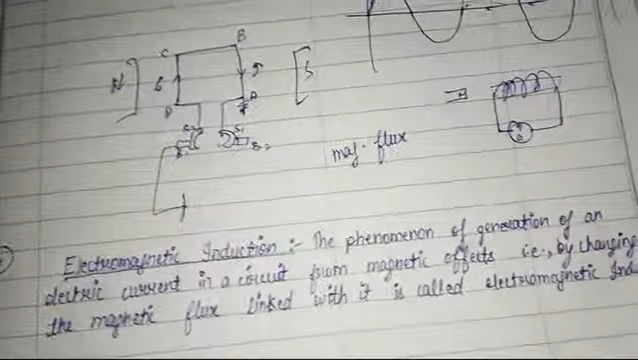 C B
N S
D A
B
mag. flux
Electromagnetic Induction :- The phenomenon of generation of an
electric current in a circuit from magnetic effects i.e., by changing
the magnetic flux linked with it is called electromagnetic Ind